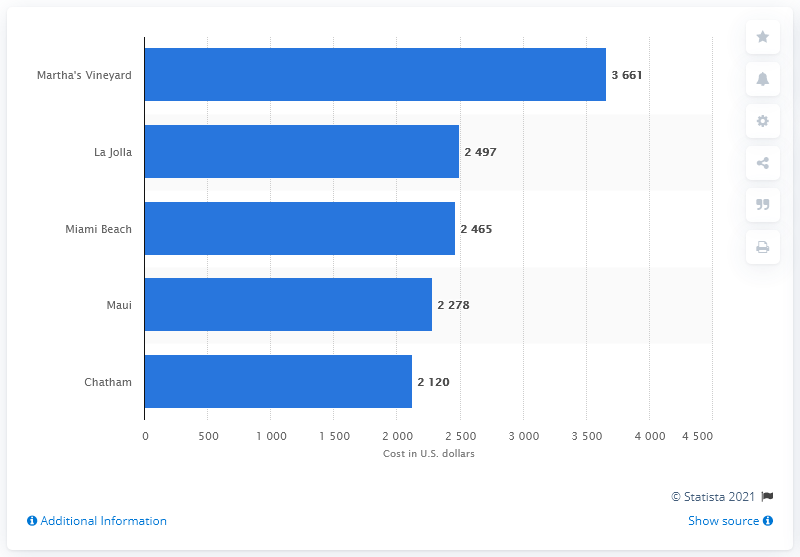 Martha's Vineyard 3 661
La Jolla 2 497
Miami Beach 2 465
Maui 2 278
Chatham 2 120
0 500 1 000 1 500 2 000 2 500 3 000 3 500 4 000 4 500
Cost in U.S. dollars
© Statista 2021
Additional Information Show source